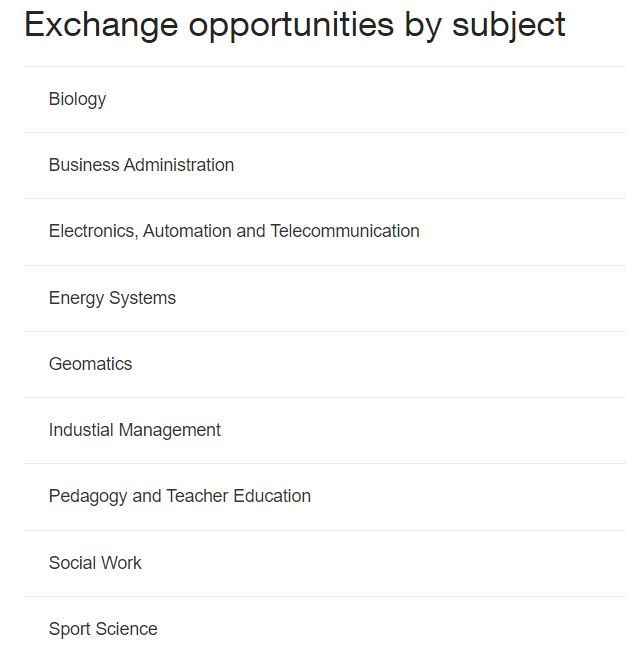 Exchange opportunities by subject
Biology
Business Administration
Electronics, Automation and Telecommunication
Energy Systems
Geomatics
Industial Management
Pedagogy and Teacher Education
Social Work
Sport Science